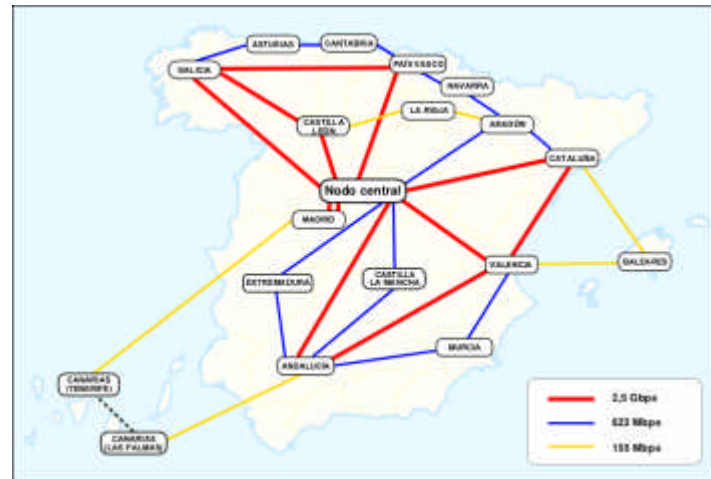 ASTURIAS
CANTABRIA
GALICIA
PAIS VASCO
NAVARRA
LA RIOJA
CASTILLA
LEÓN
ARAGÓN
CATALUÑA
Nodo central
MADRID
VALENCIA
BALEARES
EXTREMADURA
CASTILLA
LA MANCHA
MURCIA
ANDALUCÍA
CANARIAS
(TENERIFE)
CANARIAS
(LAS PALMAS)
2,5 Gbps
622 Mbps
155 Mbps